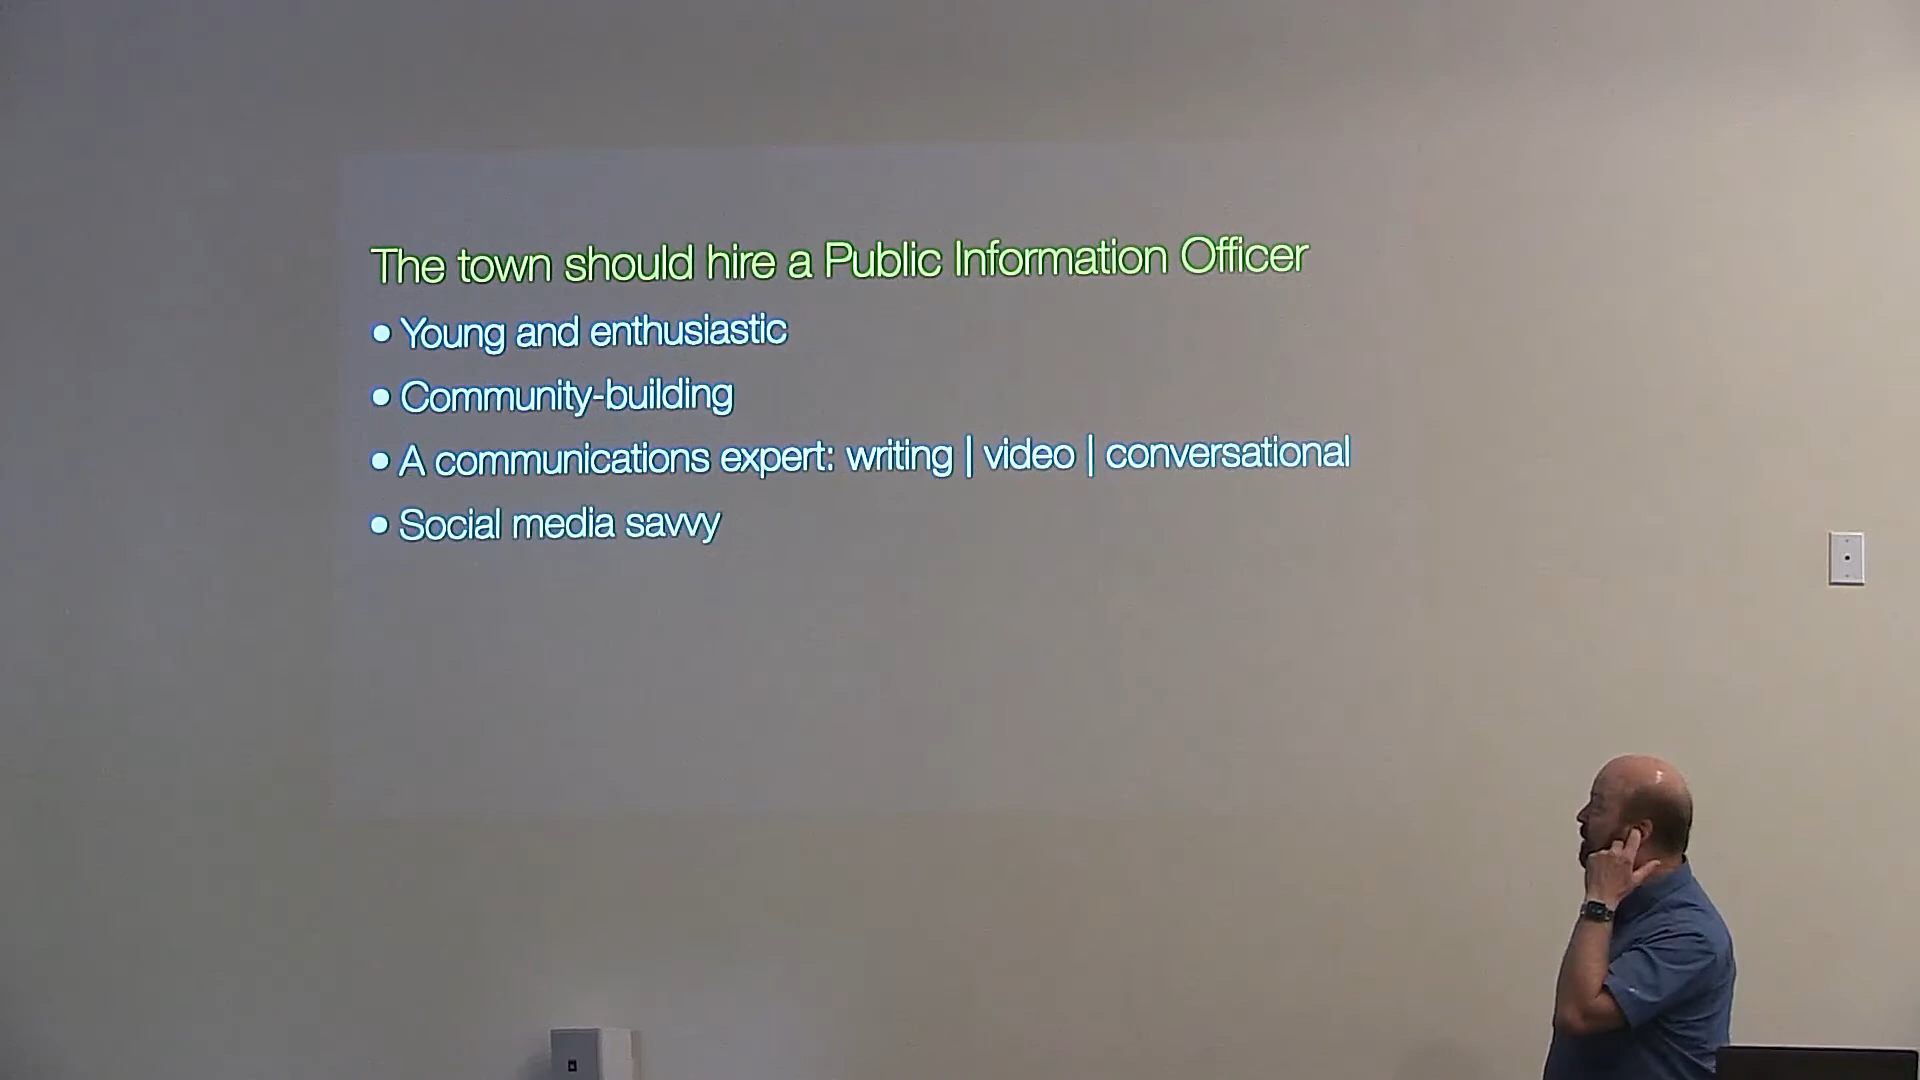 The town should hire a Public Information Officer
• Young and enthusiastic
• Community-building
• A communications expert: writing | video | conversational
• Social media savvy